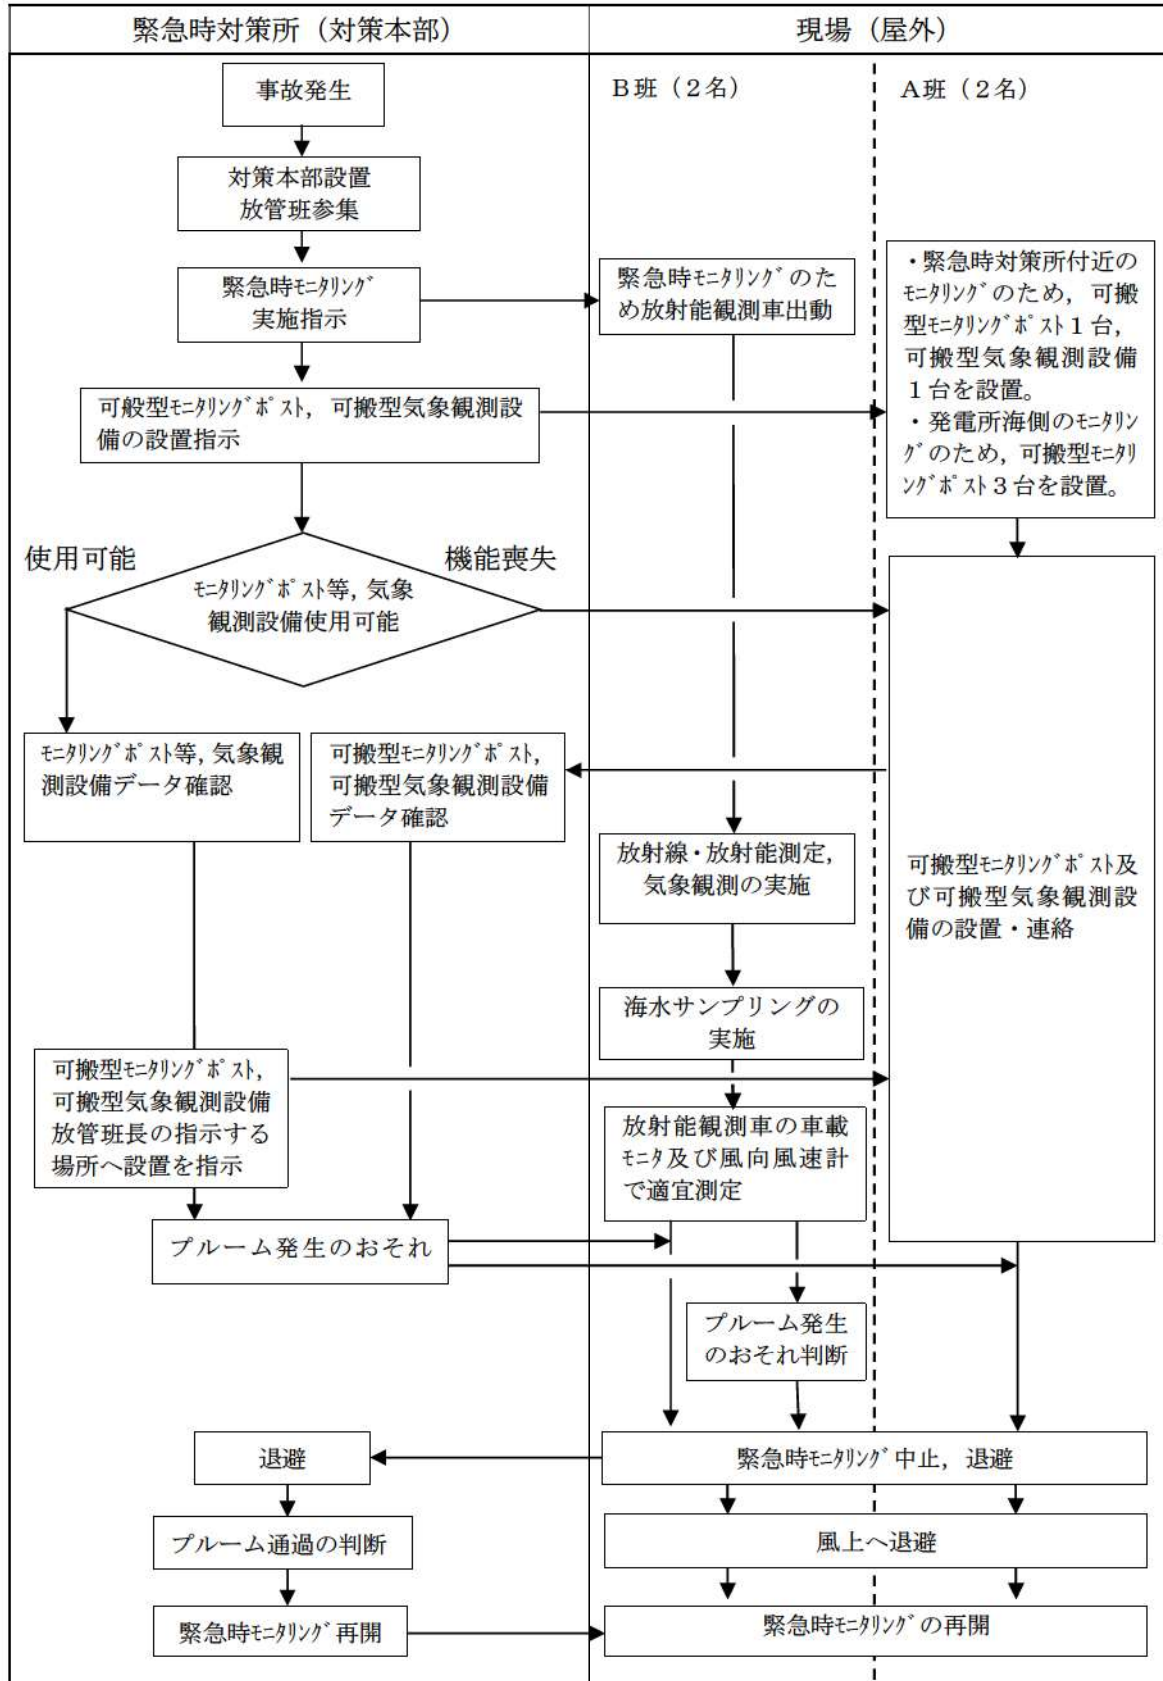 緊急時対策所（対策本部）
現場（屋外）
事故発生
Ｂ班（２名）
Ａ班（２名）
対策本部設置
放管班参集
緊急時ﾓﾆﾀﾘﾝｸﾞ
実施指示
緊急時ﾓﾆﾀﾘﾝｸﾞのた
め放射能観測車出動
・緊急時対策所付近の
ﾓﾆﾀﾘﾝｸﾞのため，可搬
型ﾓﾆﾀﾘﾝｸﾞﾎﾟｽﾄ１台，
可搬型気象観測設備
１台を設置。
・発電所海側のﾓﾆﾀﾘﾝ
ｸﾞのため，可搬型ﾓﾆﾀﾘ
ﾝｸﾞﾎﾟｽﾄ３台を設置。
可般型ﾓﾆﾀﾘﾝｸﾞﾎﾟｽﾄ，可搬型気象観測設
備の設置指示
使用可能
機能喪失
ﾓﾆﾀﾘﾝｸﾞﾎﾟｽﾄ等，気象
観測設備使用可能
ﾓﾆﾀﾘﾝｸﾞﾎﾟｽﾄ等，気象観
測設備データ確認
可搬型ﾓﾆﾀﾘﾝｸﾞﾎﾟｽﾄ，
可搬型気象観測設備
データ確認
放射線・放射能測定，
気象観測の実施
可搬型ﾓﾆﾀﾘﾝｸﾞﾎﾟｽﾄ及
び可搬型気象観測設
備の設置・連絡
海水サンプリングの
実施
可搬型ﾓﾆﾀﾘﾝｸﾞﾎﾟｽﾄ，
可搬型気象観測設備
放管班長の指示する
場所へ設置を指示
放射能観測車の車載
ﾓﾆﾀ及び風向風速計
で適宜測定
プルーム発生のおそれ
プルーム発生
のおそれ判断
退避
緊急時ﾓﾆﾀﾘﾝｸﾞ中止，退避
プルーム通過の判断
風上へ退避
緊急時ﾓﾆﾀﾘﾝｸﾞ再開
緊急時ﾓﾆﾀﾘﾝｸﾞの再開